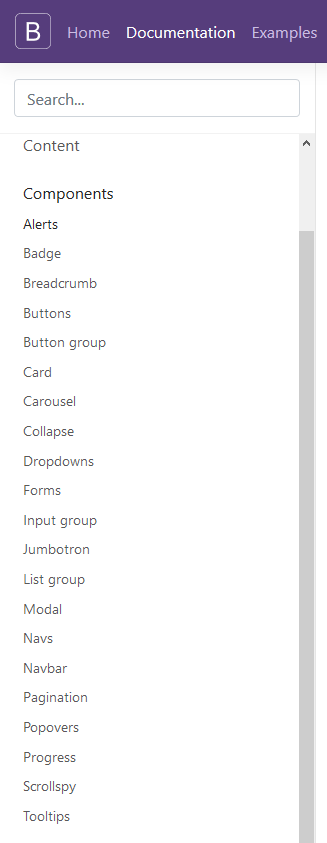 B Home Documentation Examples
Search...
Content
Components
Alerts
Badge
Breadcrumb
Buttons
Button group
Card
Carousel
Collapse
Dropdowns
Forms
Input group
Jumbotron
List group
Modal
Navs
Navbar
Pagination
Popovers
Progress
Scrollspy
Tooltips